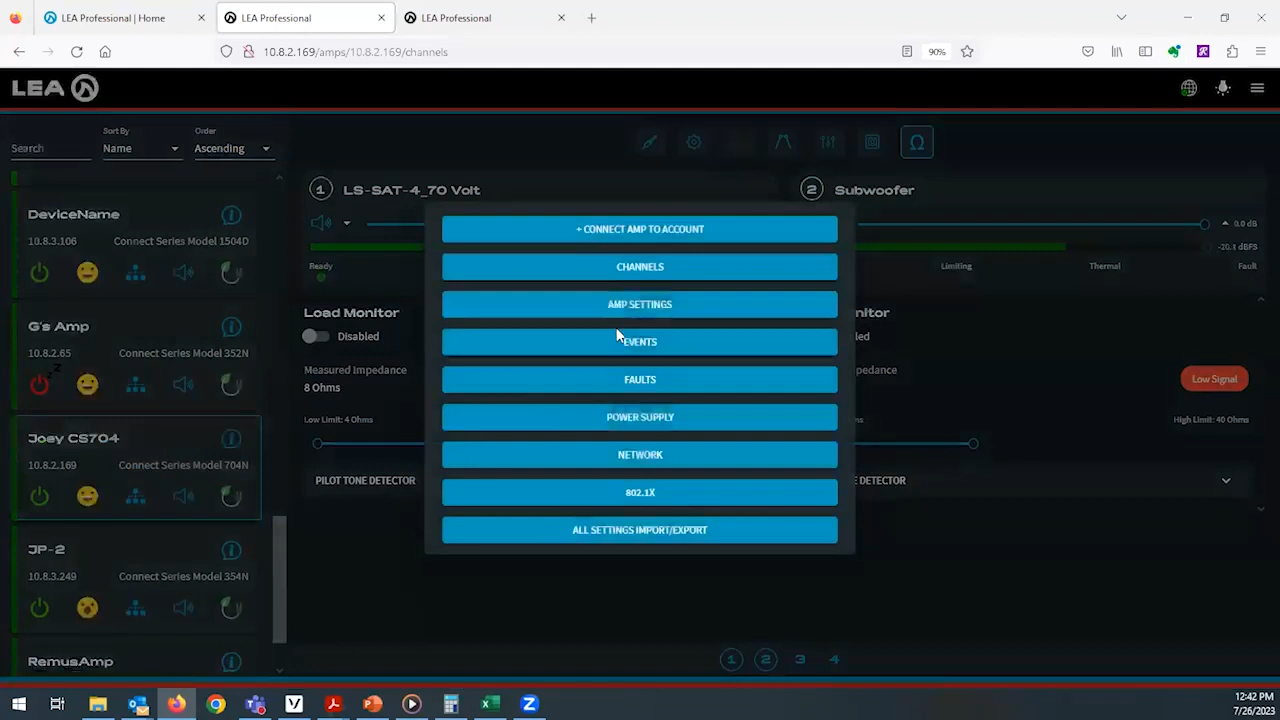 LEA Professional | Home
LEA Professional
LEA Professional
10.8.2.169/amps/10.8.2.169/channels
90%
LEA
Search
Sort By
Name
Order
Ascending
DeviceName
10.8.3.106
Connect Series Model 1504D
G's Amp
10.8.2.65
Connect Series Model 352N
Joey CS704
10.8.2.169
Connect Series Model 704N
JP-2
10.8.3.249
Connect Series Model 354N
RemusAmp
1
LS-SAT-4_70 Volt
2
Subwoofer
0.0 dB
-20.1 dBFS
Ready
Limiting
Thermal
Fault
Load Monitor
nitor
Disabled
led
Measured Impedance
pedance
8 Ohms
Low Signal
Low Limit: 4 Ohms
ms
High Limit: 40 Ohms
PILOT TONE DETECTOR
E DETECTOR
+ CONNECT AMP TO ACCOUNT
CHANNELS
AMP SETTINGS
EVENTS
FAULTS
POWER SUPPLY
NETWORK
802.1X
ALL SETTINGS IMPORT/EXPORT
1 2 3 4
12:42 PM
7/26/2023